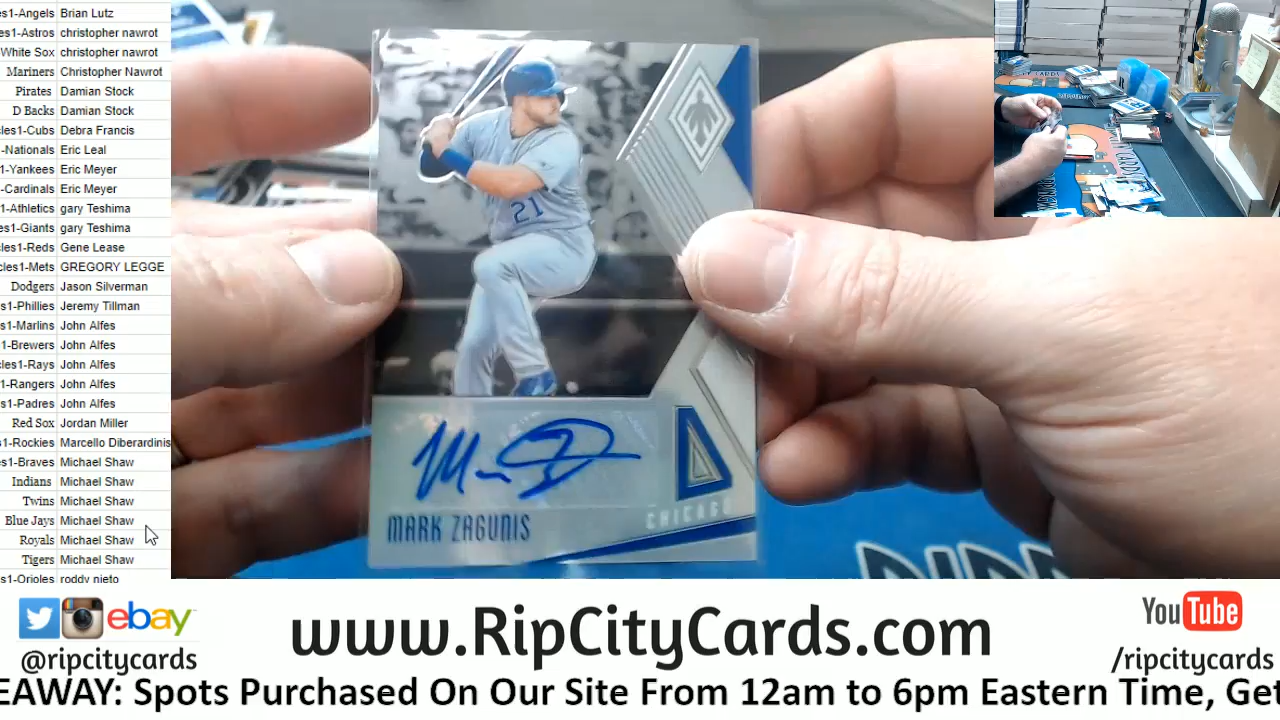 es1-Angels Brian Lutz
es1-Astros christopher nawrot
White Sox christopher nawrot
Mariners Christopher Nawrot
Pirates Damian Stock
D Backs Damian Stock
cles1-Cubs Debra Francis
-Nationals Eric Leal
1-Yankees Eric Meyer
-Cardinals Eric Meyer
1-Athletics gary Teshima
s1-Giants gary Teshima
cles1-Reds Gene Lease
cles1-Mets GREGORY LEGGE
Dodgers Jason Silverman
s1-Phillies Jeremy Tillman
s1-Marlins John Alfes
1-Brewers John Alfes
cles1-Rays John Alfes
1-Rangers John Alfes
s1-Padres John Alfes
Red Sox Jordan Miller
1-Rockies Marcello Diberardinis
es1-Braves Michael Shaw
Indians Michael Shaw
Twins Michael Shaw
Blue Jays Michael Shaw
Royals Michael Shaw
Tigers Michael Shaw
s1-Orioles roddy nieto
21
MARK ZAGUNIS
CHICAGO
ebay
@ripcitycards
www.RipCityCards.com
YouTube
/ripcitycards
EAWAY: Spots Purchased On Our Site From 12am to 6pm Eastern Time, Get